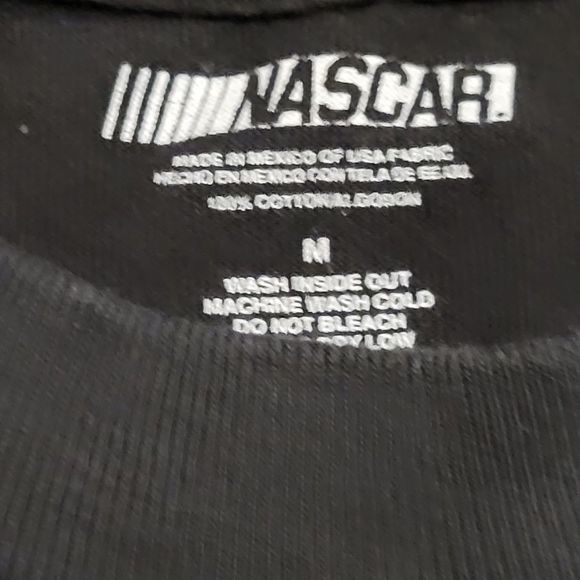 NASCAR.
MADE IN MEXICO OF USA FABRIC
HECHO EN MEXICO CON TELA DE EE UU.
100% COTTON/ALGODON
M
WASH INSIDE OUT
MACHINE WASH COLD
DO NOT BLEACH
DRY LOW